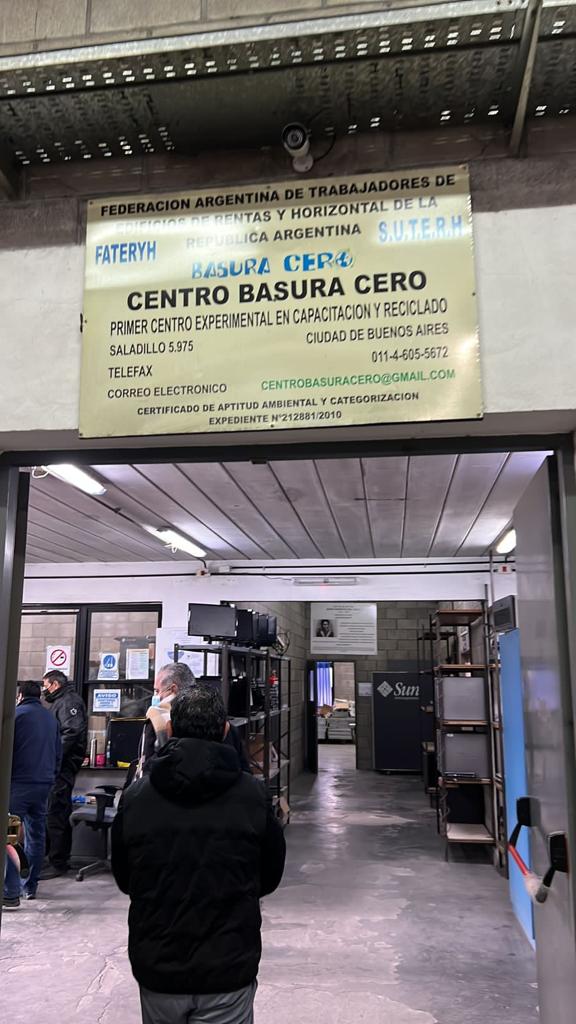 FEDERACION ARGENTINA DE TRABAJADORES DE
EDIFICIOS DE RENTAS Y HORIZONTAL DE LA
FATERYH REPUBLICA ARGENTINA S.U.T.E.R.H
BASURA CERO
CENTRO BASURA CERO
PRIMER CENTRO EXPERIMENTAL EN CAPACITACION Y RECICLADO
SALADILLO 5.975 CIUDAD DE BUENOS AIRES
TELEFAX 011-4-605-5672
CORREO ELECTRONICO CENTROBASURACERO@GMAIL.COM
CERTIFICADO DE APTITUD AMBIENTAL Y CATEGORIZACION
EXPEDIENTE N°212881/2010
AVISO
Sun